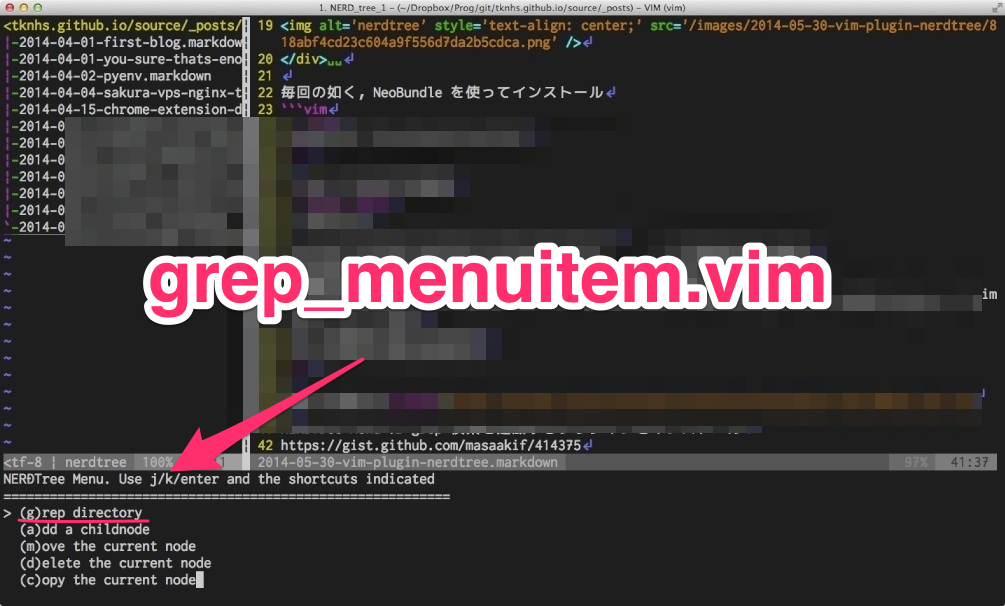 1. NERD_tree_1 – (~/Dropbox/Prog/git/tknhs.github.io/source/_posts) – VIM (vim)
<tknhs.github.io/source/_posts/
|-2014-04-01-first-blog.markdow
|-2014-04-01-you-sure-thats-eno
|-2014-04-02-pyenv.markdown
|-2014-04-04-sakura-vps-nginx-t
|-2014-04-15-chrome-extension-d
|-2014-0
|-2014-0
|-2014-0
|-2014-0
|-2014-0
|-2014-0
`-2014-0
~
~
~
~
~
~
~
~
~
~
~
~
~
19 <img alt='nerdtree' style='text-align: center;' src='/images/2014-05-30-vim-plugin-nerdtree/8
18abf4cd23c604a9f556d7da2b5cdca.png' />↲
20 </div>␣␣↲
21 ↲
22 毎回の如く, NeoBundle を使ってインストール↲
23 ```vim↲
im
42 https://gist.github.com/masaakif/414375↲
grep_menuitem.vim
<tf-8 | nerdtree 100% 1
2014-05-30-vim-plugin-nerdtree.markdown 97% 41:37
NERDTree Menu. Use j/k/enter and the shortcuts indicated
==========================================================
> (g)rep directory
(a)dd a childnode
(m)ove the current node
(d)elete the current node
(c)opy the current node